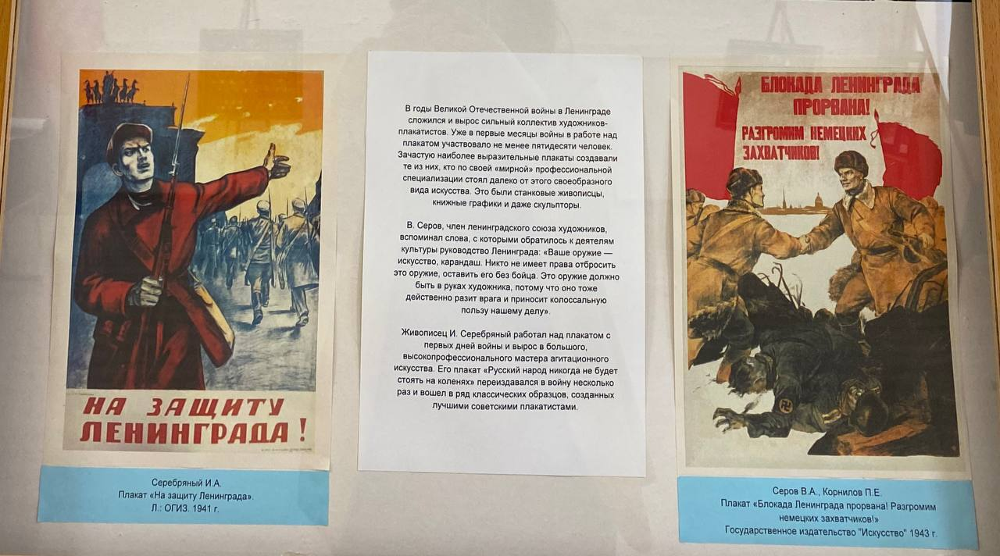 НА ЗАЩИТУ
ЛЕНИНГРАДА!
Серебряный И.А.
Плакат «На защиту Ленинграда».
Л.: ОГИЗ. 1941 г.
В годы Великой Отечественной войны в Ленинграде
сложился и вырос сильный коллектив художников-
плакатистов. Уже в первые месяцы войны в работе над
плакатом участвовало не менее пятидесяти человек.
Зачастую наиболее выразительные плакаты создавали
те из них, кто по своей «мирной» профессиональной
специализации стоял далеко от этого своеобразного
вида искусства. Это были станковые живописцы,
книжные графики и даже скульпторы.
В. Серов, член ленинградского союза художников,
вспоминал слова, с которыми обратилось к деятелям
культуры руководство Ленинграда: «Ваше оружие —
искусство, карандаш. Никто не имеет права отбросить
это оружие, оставить его без бойца. Это оружие должно
быть в руках художника, потому что оно тоже
действенно разит врага и приносит колоссальную
пользу нашему делу».
Живописец И. Серебряный работал над плакатом с
первых дней войны и вырос в большого,
высокопрофессионального мастера агитационного
искусства. Его плакат «Русский народ никогда не будет
стоять на коленях» переиздавался в войну несколько
раз и вошел в ряд классических образцов, созданных
лучшими советскими плакатистами.
БЛОКАДА ЛЕНИНГРАДА
ПРОРВАНА!
РАЗГРОМИМ НЕМЕЦКИХ
ЗАХВАТЧИКОВ!
Серов В.А., Корнилов П.Е.
Плакат «Блокада Ленинграда прорвана! Разгромим
немецких захватчиков!»
Государственное издательство "Искусство" 1943 г.